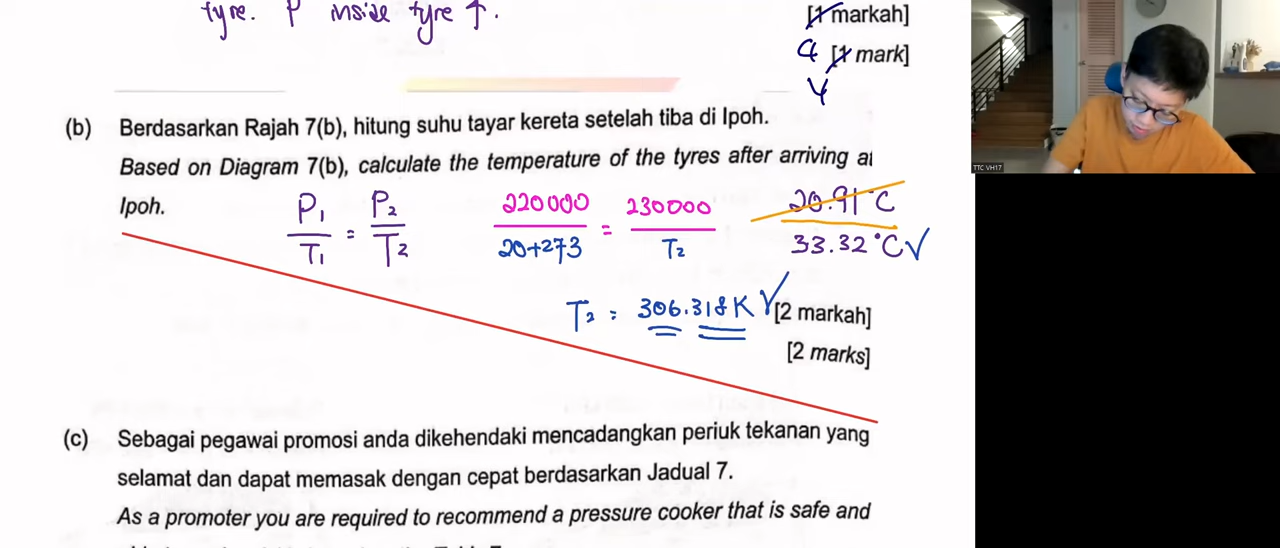 tyre. P inside tyre ↑.
[1 markah]
4 [1 mark]
(b) Berdasarkan Rajah 7(b), hitung suhu tayar kereta setelah tiba di Ipoh.
Based on Diagram 7(b), calculate the temperature of the tyres after arriving at
Ipoh.
P₁/T₁ = P₂/T₂
220000/20+273 = 230000/T₂
20.91°C
33.32°C ✓
T₂ = 306.318K ✓
[2 markah]
[2 marks]
(c) Sebagai pegawai promosi anda dikehendaki mencadangkan periuk tekanan yang
selamat dan dapat memasak dengan cepat berdasarkan Jadual 7.
As a promoter you are required to recommend a pressure cooker that is safe and
TTC VH17